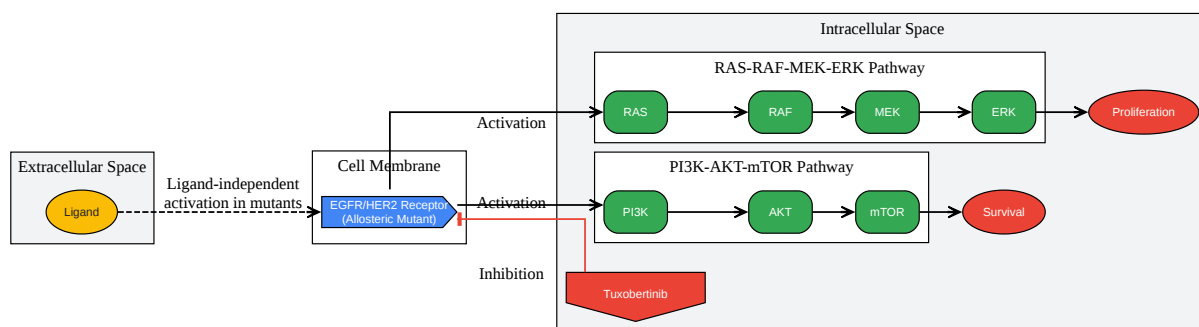 Intracellular Space
RAS-RAF-MEK-ERK Pathway
RAS
RAF
MEK
ERK
Proliferation
Activation
Extracellular Space
Ligand
Ligand-independent
activation in mutants
Cell Membrane
EGFR/HER2 Receptor
(Allosteric Mutant)
Activation
PI3K-AKT-mTOR Pathway
PI3K
AKT
mTOR
Survival
Inhibition
Tuxobertinib